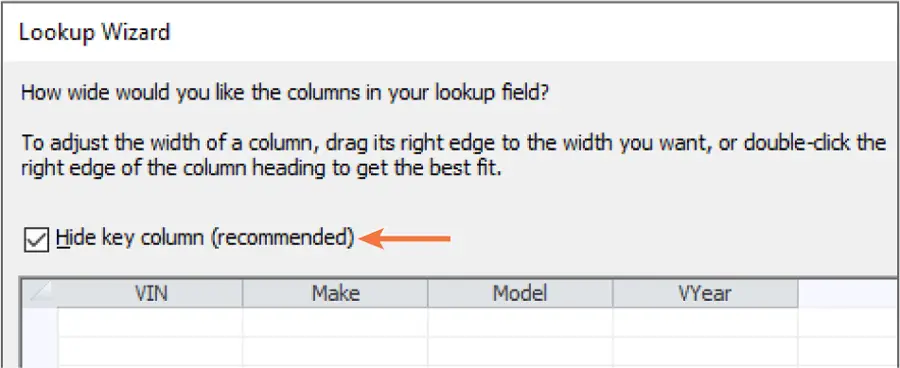 Lookup Wizard
How wide would you like the columns in your lookup field?
To adjust the width of a column, drag its right edge to the width you want, or double-click the
right edge of the column heading to get the best fit.
Hide key column (recommended)
VIN Make Model VYear